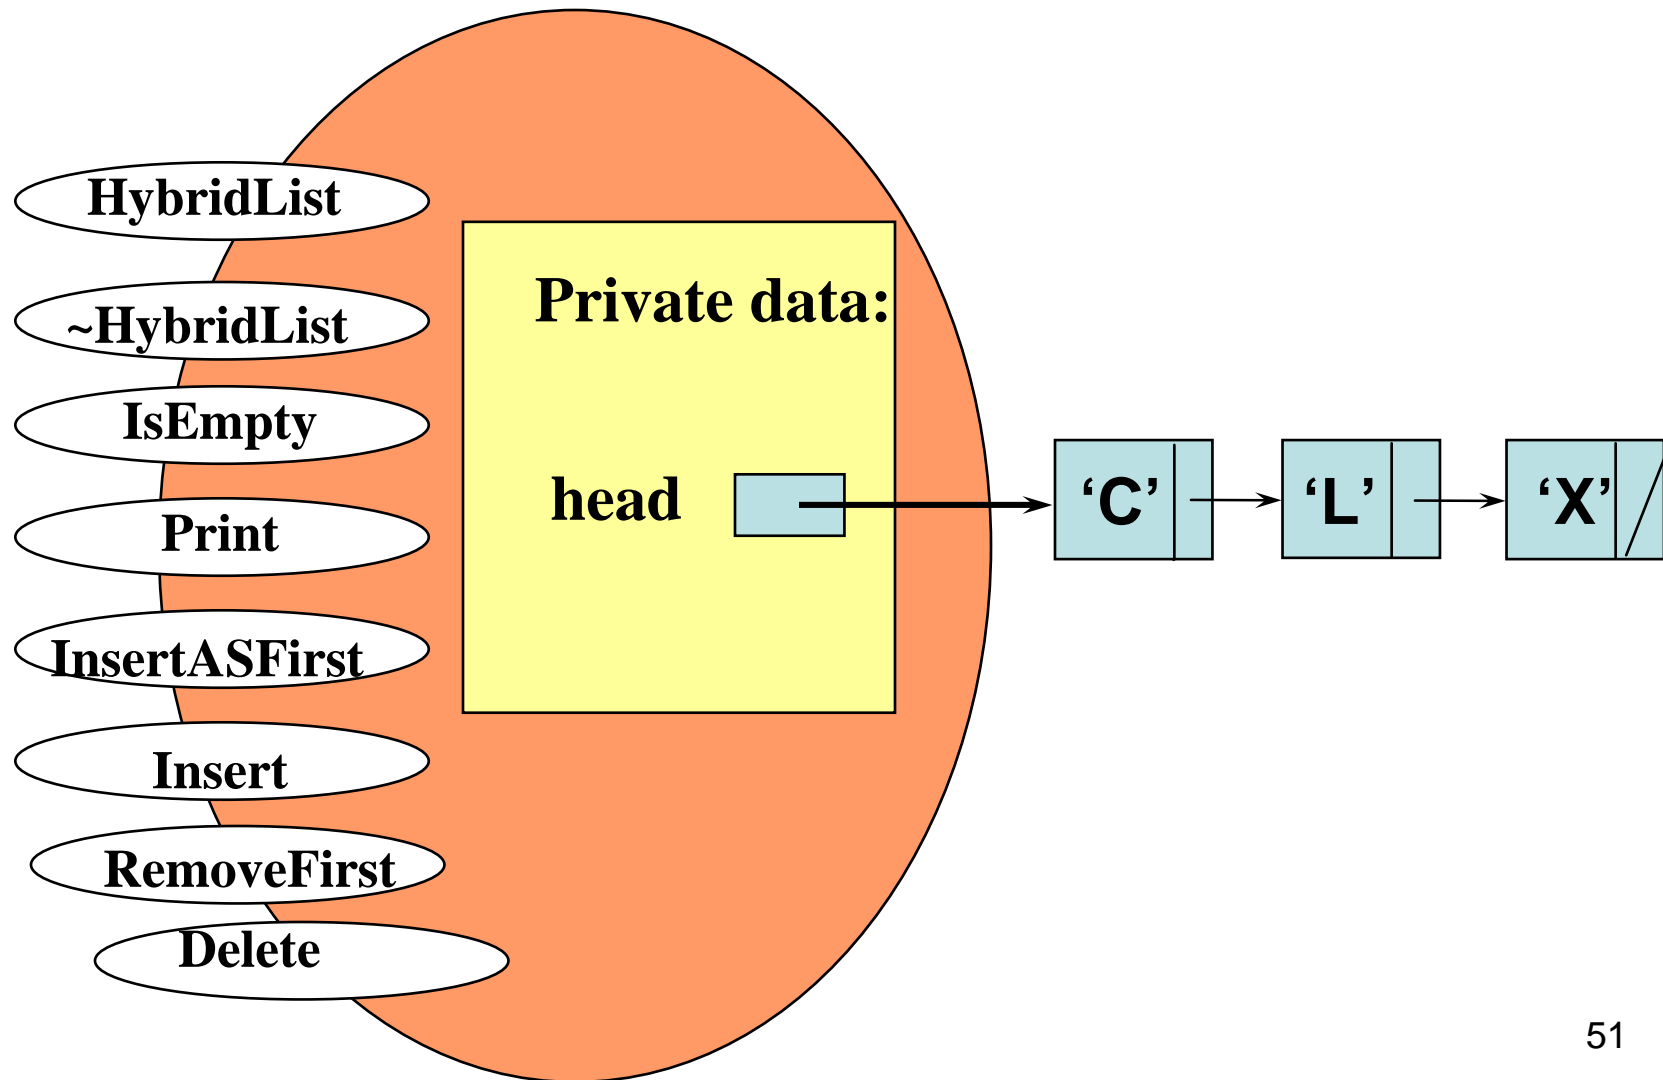 HybridList
~HybridList
IsEmpty
Print
InsertASFirst
Insert
RemoveFirst
Delete
Private data:
head
‘C’
‘L’
‘X’
51